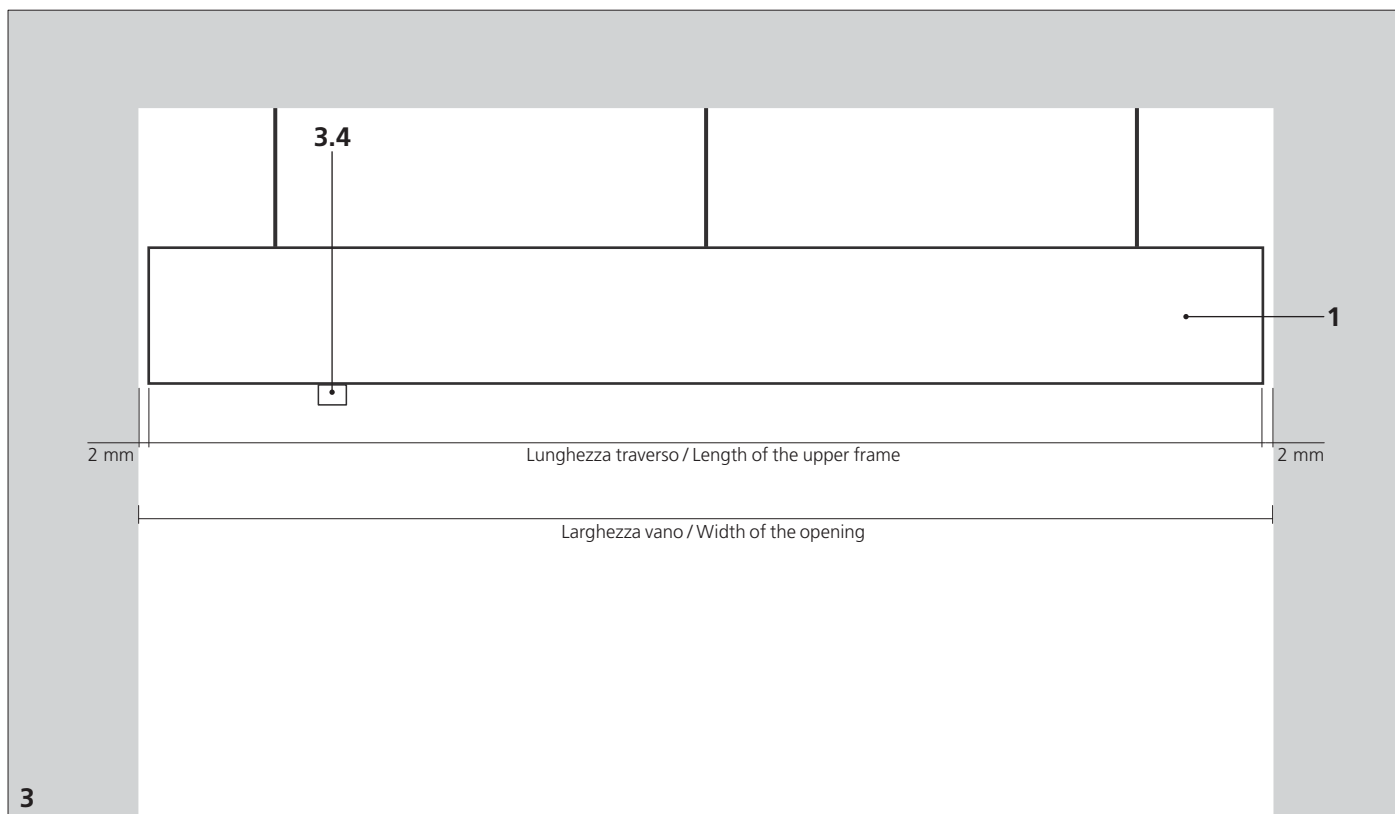 3.4
1
2 mm
Lunghezza traverso / Length of the upper frame
2 mm
Larghezza vano / Width of the opening
3